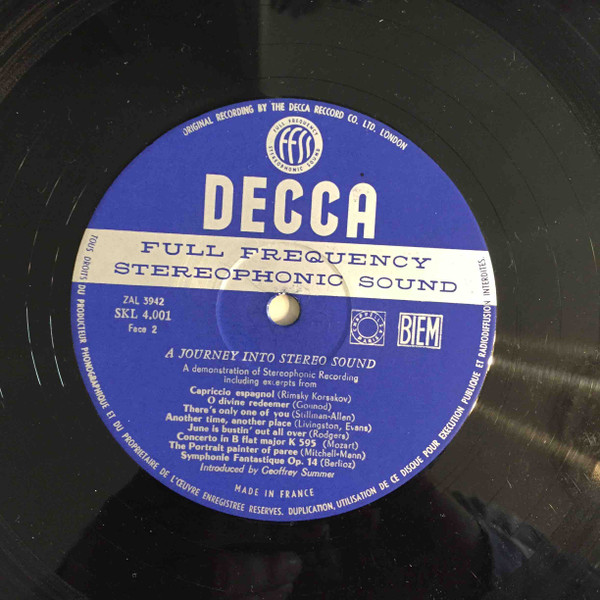 ORIGINAL RECORDING BY THE DECCA RECCORD CO. LTD. LONDON
FULL FREQUENCY
ffss
STEREOPHONIC SOUND
DECCA
FULL FREQUENCY
STEREOPHONIC SOUND
ZAL 3942
SKL 4.001
Face 2
BIEM
A JOURNEY INTO STEREO SOUND
A demonstration of Stereophonic Recording
including excerpts from
Capriccio espagnol (Rimsky Korsakov)
O divine redeemer (Gounod)
There's only one of you (Stillman-Allen)
Another time, another place (Livingston, Evans)
June is bustin' out all over (Rodgers)
Concerto in B flat major K 595 (Mozart)
The Portrait painter of paree (Mitchell-Mann)
Symphonie Fantastique Op. 14 (Berlioz)
Introduced by Geoffrey Summer
MADE IN FRANCE
TOUS DROITS DU PRODUCTEUR PHONOGRAPHIQUE ET DU PROPRIETAIRE DE L'ŒUVRE ENREGISTREE RESERVES. DUPLICATION, UTILISATION DE CE DISQUE POUR EXECUTION PUBLIQUE ET RADIODIFFUSION INTERDITES.